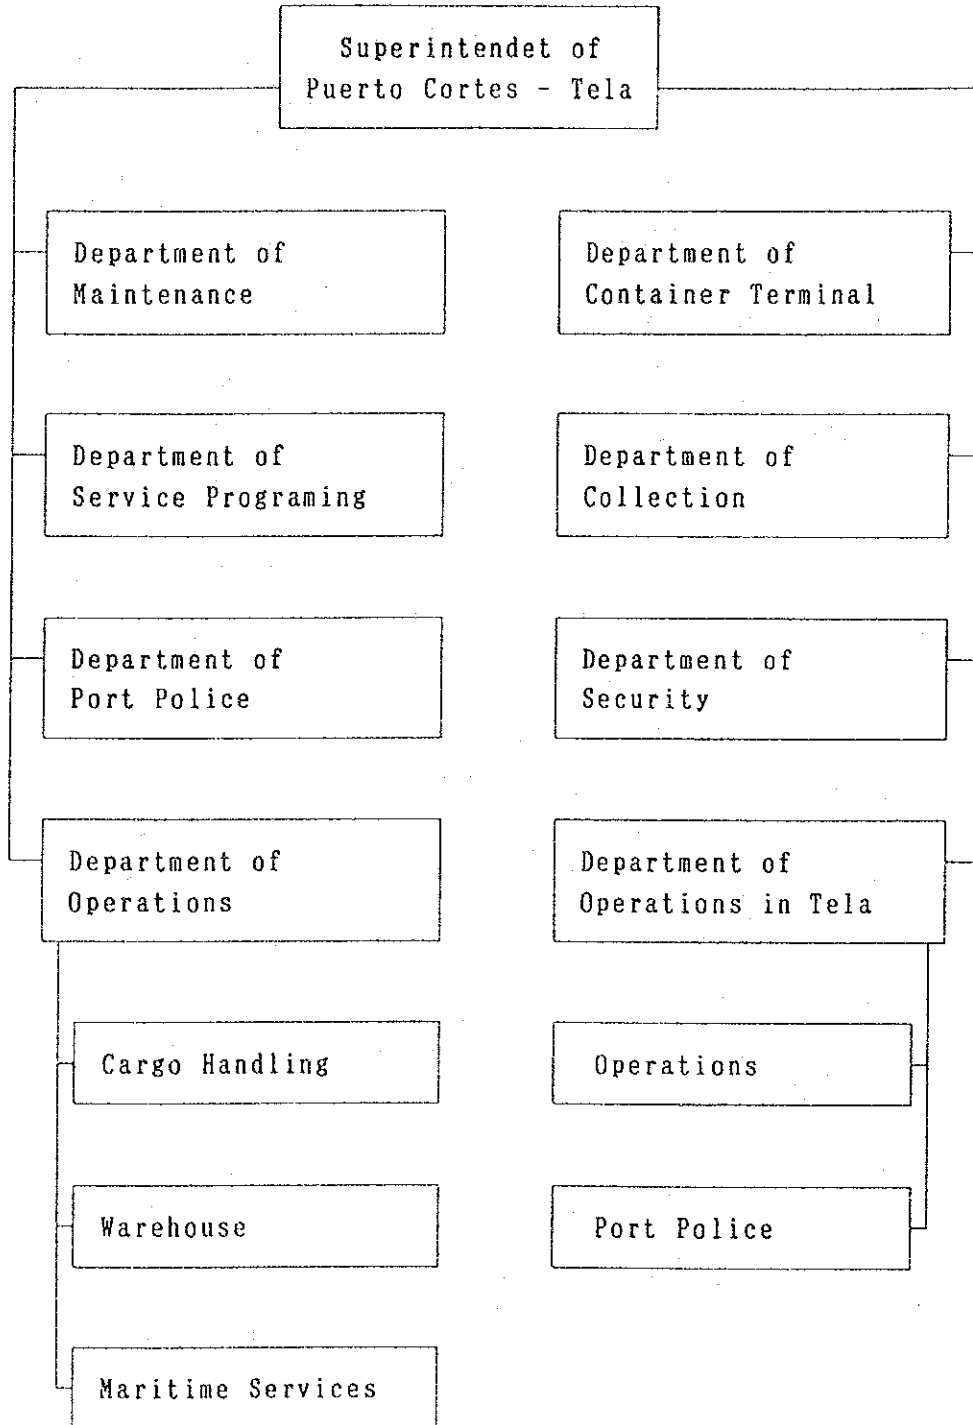 Superintendet of
Puerto Cortes - Tela
Department of
Maintenance
Department of
Container Terminal
Department of
Service Programing
Department of
Collection
Department of
Port Police
Department of
Security
Department of
Operations
Department of
Operations in Tela
Cargo Handling
Operations
Warehouse
Port Police
Maritime Services